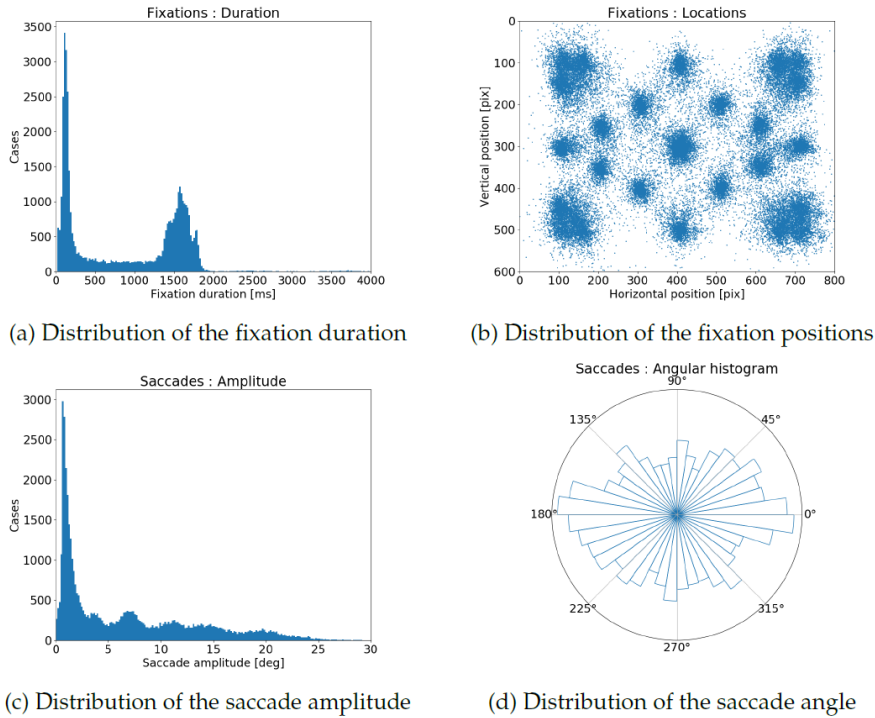 Fixations : Duration
3500
3000
2500
2000
1500
1000
500
0
Cases
0 500 1000 1500 2000 2500 3000 3500 4000
Fixation duration [ms]
(a) Distribution of the fixation duration
Fixations : Locations
0
100
200
300
400
500
600
Vertical position [pix]
0 100 200 300 400 500 600 700 800
Horizontal position [pix]
(b) Distribution of the fixation positions
Saccades : Amplitude
3000
2500
2000
1500
1000
500
0
Cases
0 5 10 15 20 25 30
Saccade amplitude [deg]
(c) Distribution of the saccade amplitude
Saccades : Angular histogram
90°
135° 45°
180° 0°
225° 315°
270°
(d) Distribution of the saccade angle